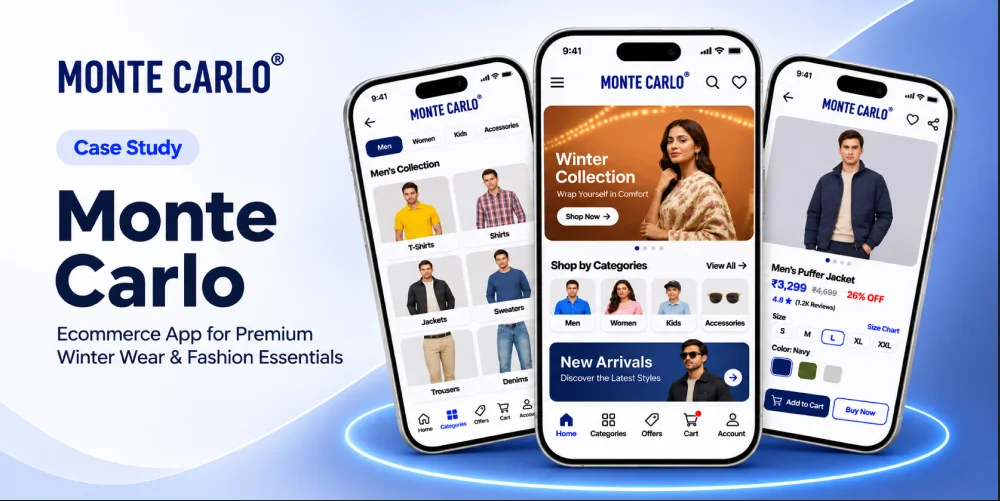 MONTE CARLO®
Case Study
Monte
Carlo
Ecommerce App for Premium
Winter Wear & Fashion Essentials
9:41
MONTE CARLO®
Men
Women
Kids
Accessories
Men's Collection
T-Shirts
Shirts
Jackets
Sweaters
Trousers
Denims
Home
Categories
Offers
Cart
Account
9:41
MONTE CARLO®
Winter
Collection
Wrap Yourself in Comfort
Shop Now →
Shop by Categories
View All →
Men
Women
Kids
Accessories
New Arrivals
Discover the Latest Styles
Home
Categories
Offers
Cart
Account
9:41
MONTE CARLO®
Men's Puffer Jacket
₹3,299 ₹4,699 26% OFF
4.8 ★ (1.2K Reviews)
Size
Size Chart
S M L XL XXL
Color: Navy
Add to Cart
Buy Now